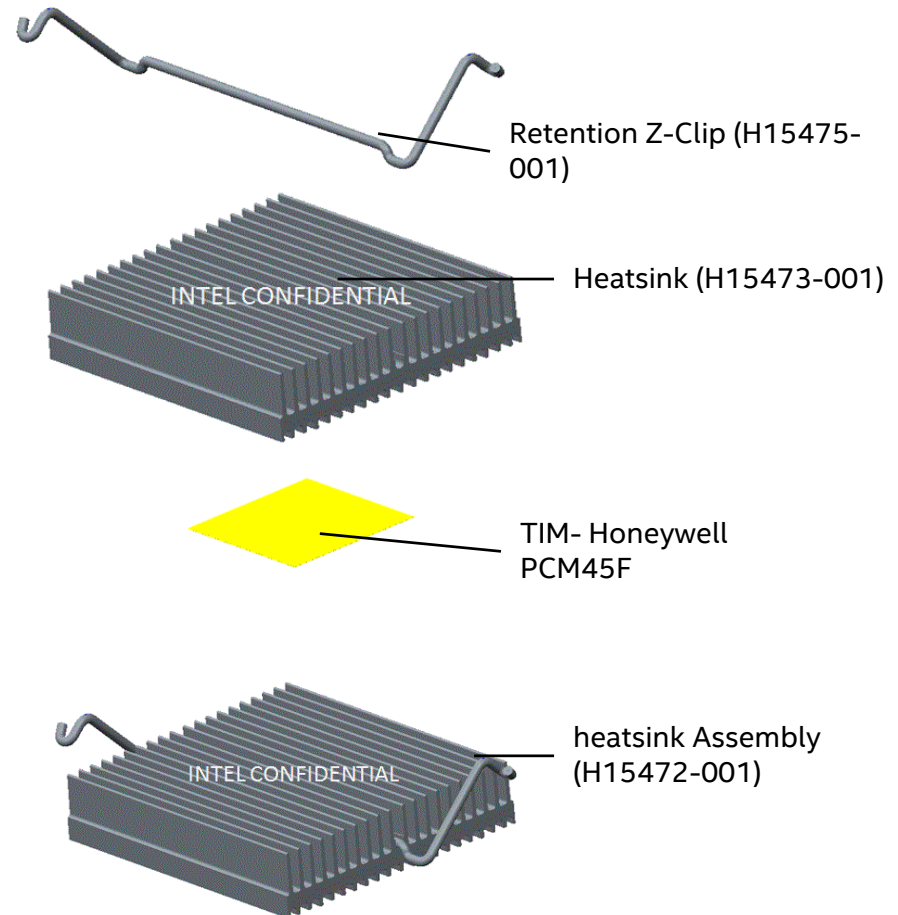 Retention Z-Clip (H15475-
001)
INTEL CONFIDENTIAL
Heatsink (H15473-001)
TIM- Honeywell
PCM45F
INTEL CONFIDENTIAL
heatsink Assembly
(H15472-001)